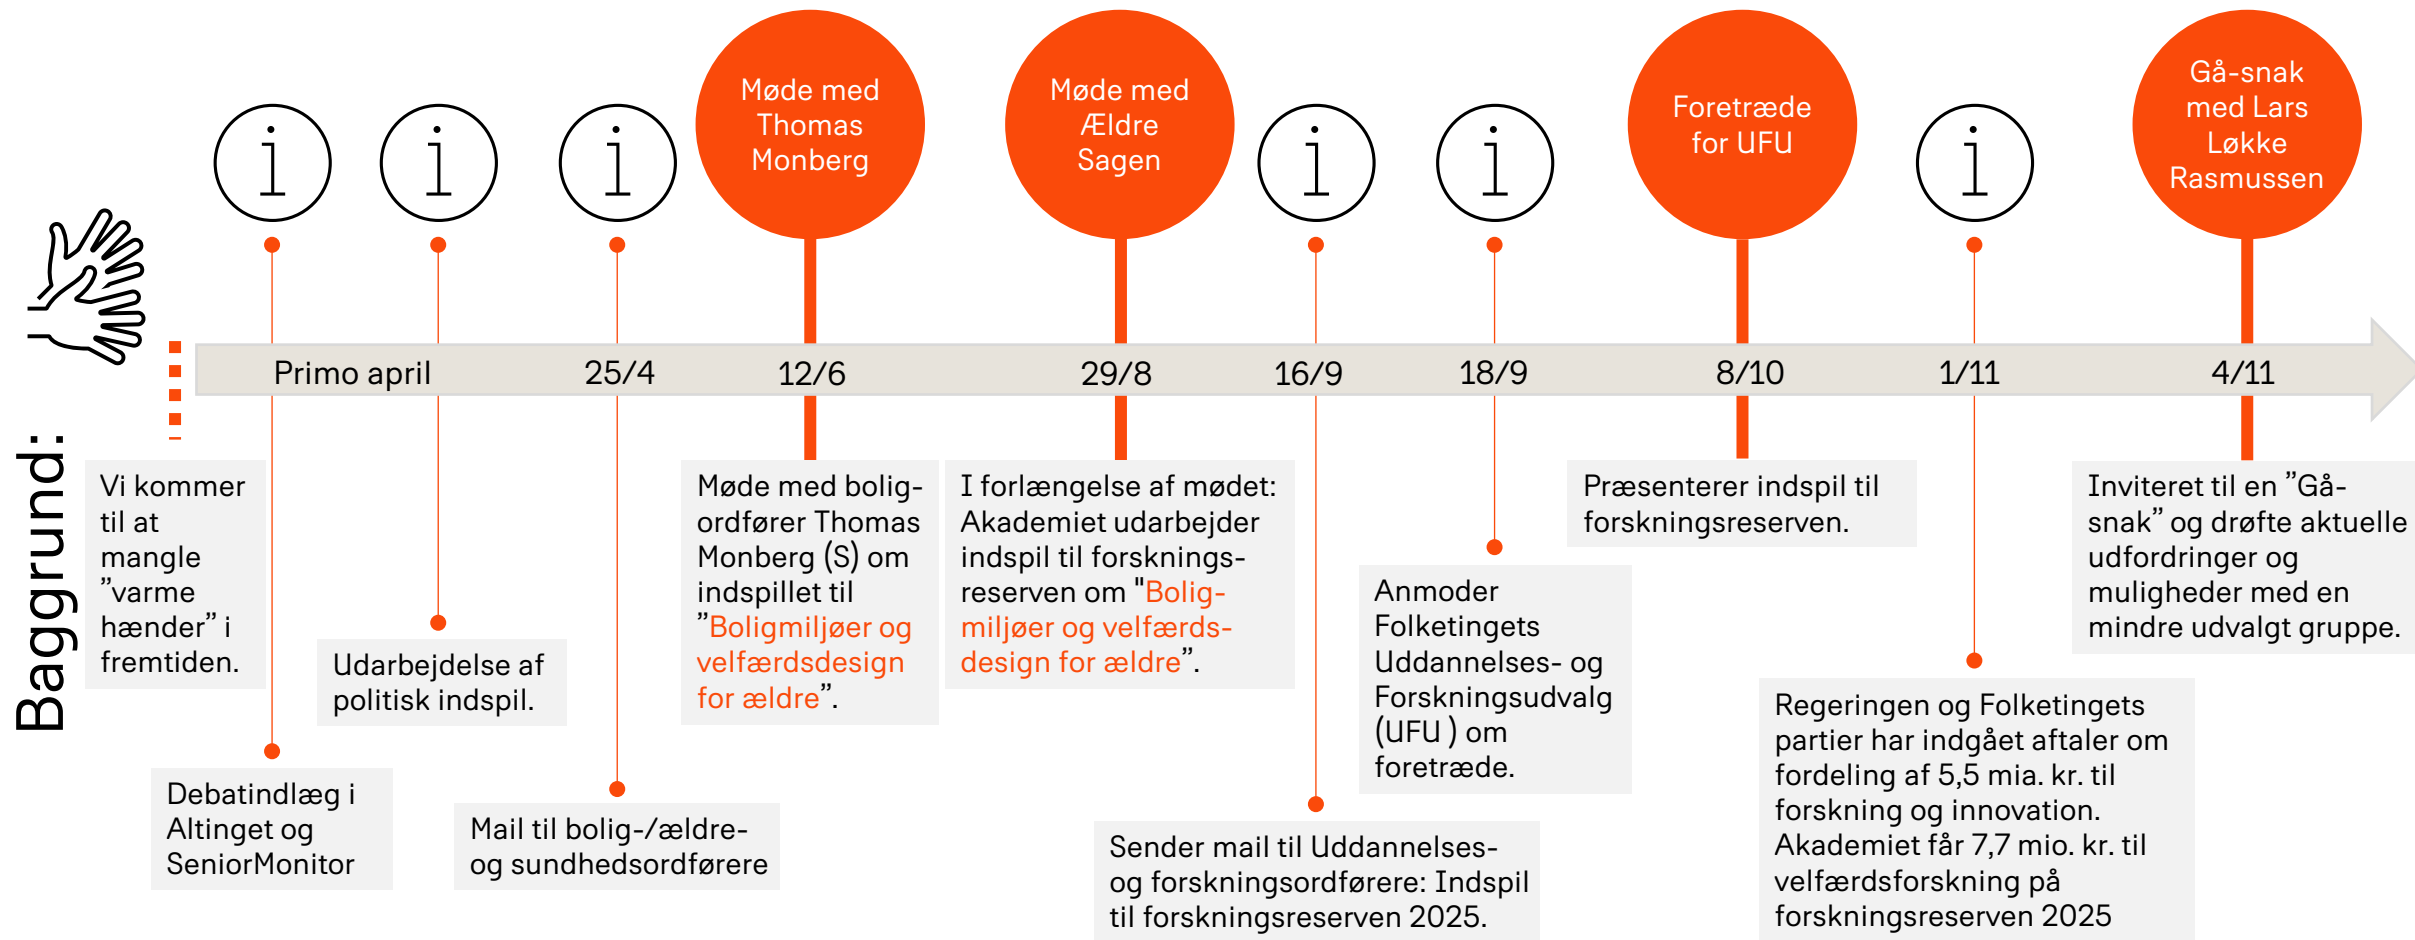 Møde med
Thomas
Monberg
Møde med
Ældre
Sagen
Foretræde
for UFU
Gå-snak
med Lars
Løkke
Rasmussen
i
i
i
i
i
i
Primo april
25/4
12/6
29/8
16/9
18/9
8/10
1/11
4/11
Baggrund:
Vi kommer
til at
mangle
”varme
hænder” i
fremtiden.
Debatindlæg i
Altinget og
SeniorMonitor
Udarbejdelse af
politisk indspil.
Mail til bolig-/ældre-
og sundhedsordførere
Møde med bolig-
ordfører Thomas
Monberg (S) om
indspillet til
”Boligmiljøer og
velfærdsdesign
for ældre”.
I forlængelse af mødet:
Akademiet udarbejder
indspil til forsknings-
reserven om "Bolig-
miljøer og velfærds-
design for ældre”.
Sender mail til Uddannelses-
og forskningsordførere: Indspil
til forskningsreserven 2025.
Anmoder
Folketingets
Uddannelses- og
Forskningsudvalg
(UFU ) om
foretræde.
Præsenterer indspil til
forskningsreserven.
Regeringen og Folketingets
partier har indgået aftaler om
fordeling af 5,5 mia. kr. til
forskning og innovation.
Akademiet får 7,7 mio. kr. til
velfærdsforskning på
forskningsreserven 2025
Inviteret til en ”Gå-
snak” og drøfte aktuelle
udfordringer og
muligheder med en
mindre udvalgt gruppe.